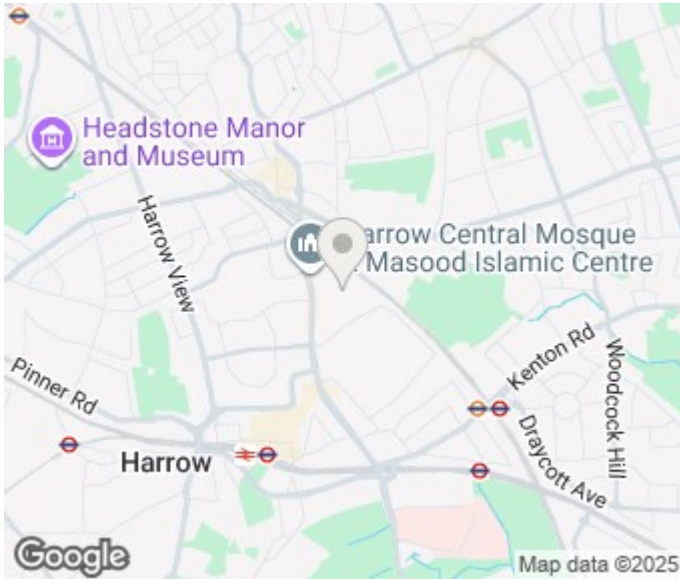 Headstone Manor
and Museum
Harrow View
arrow Central Mosque
Masood Islamic Centre
Kenton Rd
Woodcock Hill
Pinner Rd
Draycott Ave
Harrow
Google
Map data ©2025